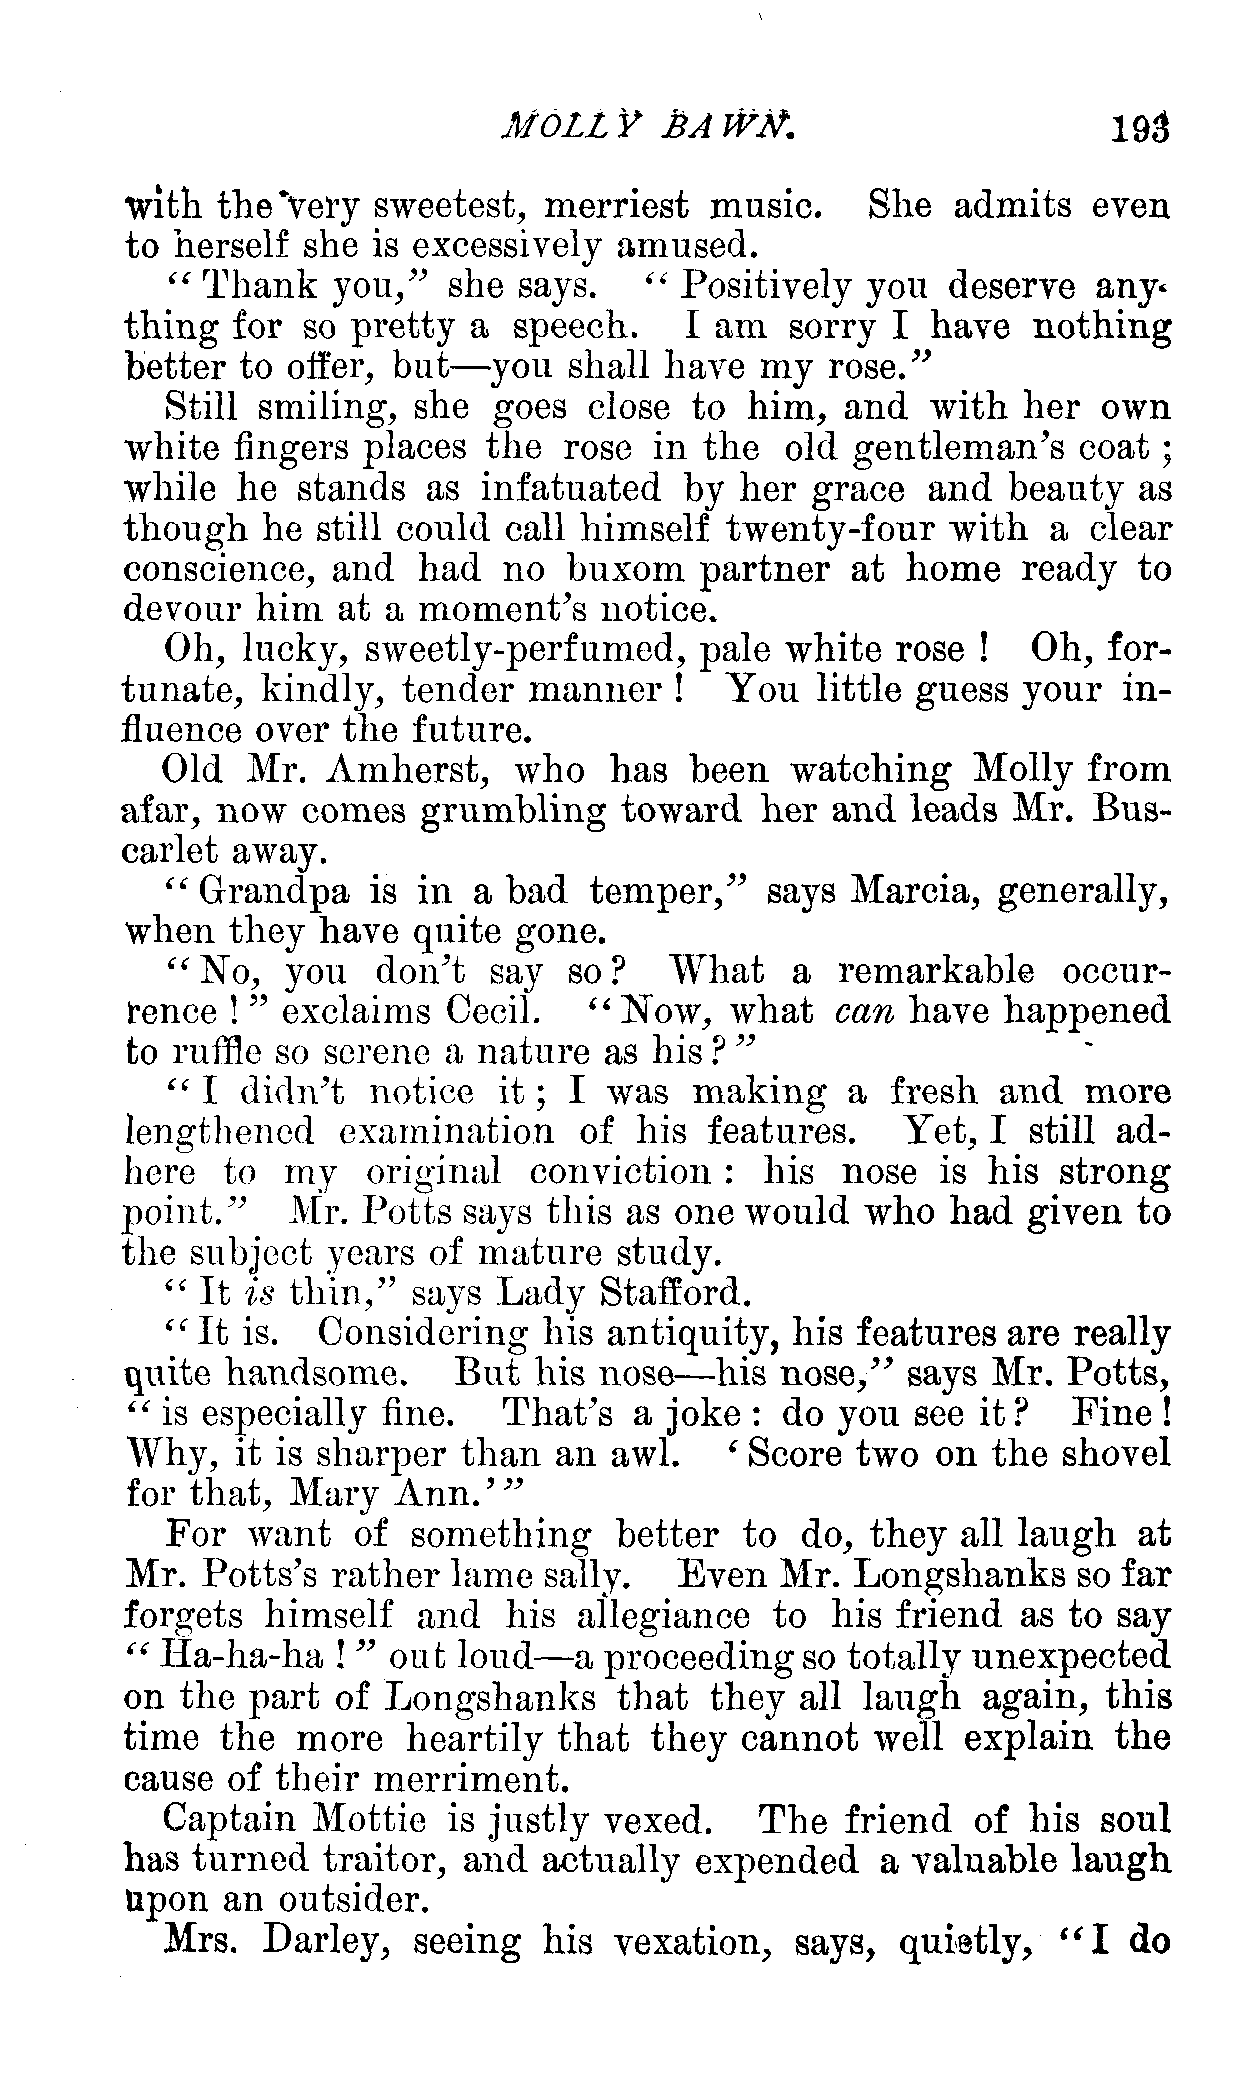 MOLLY BAWN. 193
with the very sweetest, merriest music. She admits even
to herself she is excessively amused.
“Thank you,” she says. “Positively you deserve any-
thing for so pretty a speech. I am sorry I have nothing
better to offer, but—you shall have my rose.”
Still smiling, she goes close to him, and with her own
white fingers places the rose in the old gentleman’s coat ;
while he stands as infatuated by her grace and beauty as
though he still could call himself twenty-four with a clear
conscience, and had no buxom partner at home ready to
devour him at a moment’s notice.
Oh, lucky, sweetly-perfumed, pale white rose ! Oh, for-
tunate, kindly, tender manner ! You little guess your in-
fluence over the future.
Old Mr. Amherst, who has been watching Molly from
afar, now comes grumbling toward her and leads Mr. Bus-
carlet away.
“Grandpa is in a bad temper,” says Marcia, generally,
when they have quite gone.
“No, you don’t say so? What a remarkable occur-
rence !” exclaims Cecil. “Now, what can have happened
to ruffle so serene a nature as his?”
“I didn’t notice it ; I was making a fresh and more
lengthened examination of his features. Yet, I still ad-
here to my original conviction : his nose is his strong
point.” Mr. Potts says this as one would who had given to
the subject years of mature study.
“It is thin,” says Lady Stafford.
“It is. Considering his antiquity, his features are really
quite handsome. But his nose—his nose,” says Mr. Potts,
“is especially fine. That’s a joke : do you see it? Fine !
Why, it is sharper than an awl. ‘Score two on the shovel
for that, Mary Ann.’”
For want of something better to do, they all laugh at
Mr. Potts’s rather lame sally. Even Mr. Longshanks so far
forgets himself and his allegiance to his friend as to say
“Ha-ha-ha !” out loud—a proceeding so totally unexpected
on the part of Longshanks that they all laugh again, this
time the more heartily that they cannot well explain the
cause of their merriment.
Captain Mottie is justly vexed. The friend of his soul
has turned traitor, and actually expended a valuable laugh
upon an outsider.
Mrs. Darley, seeing his vexation, says, quietly, “I do